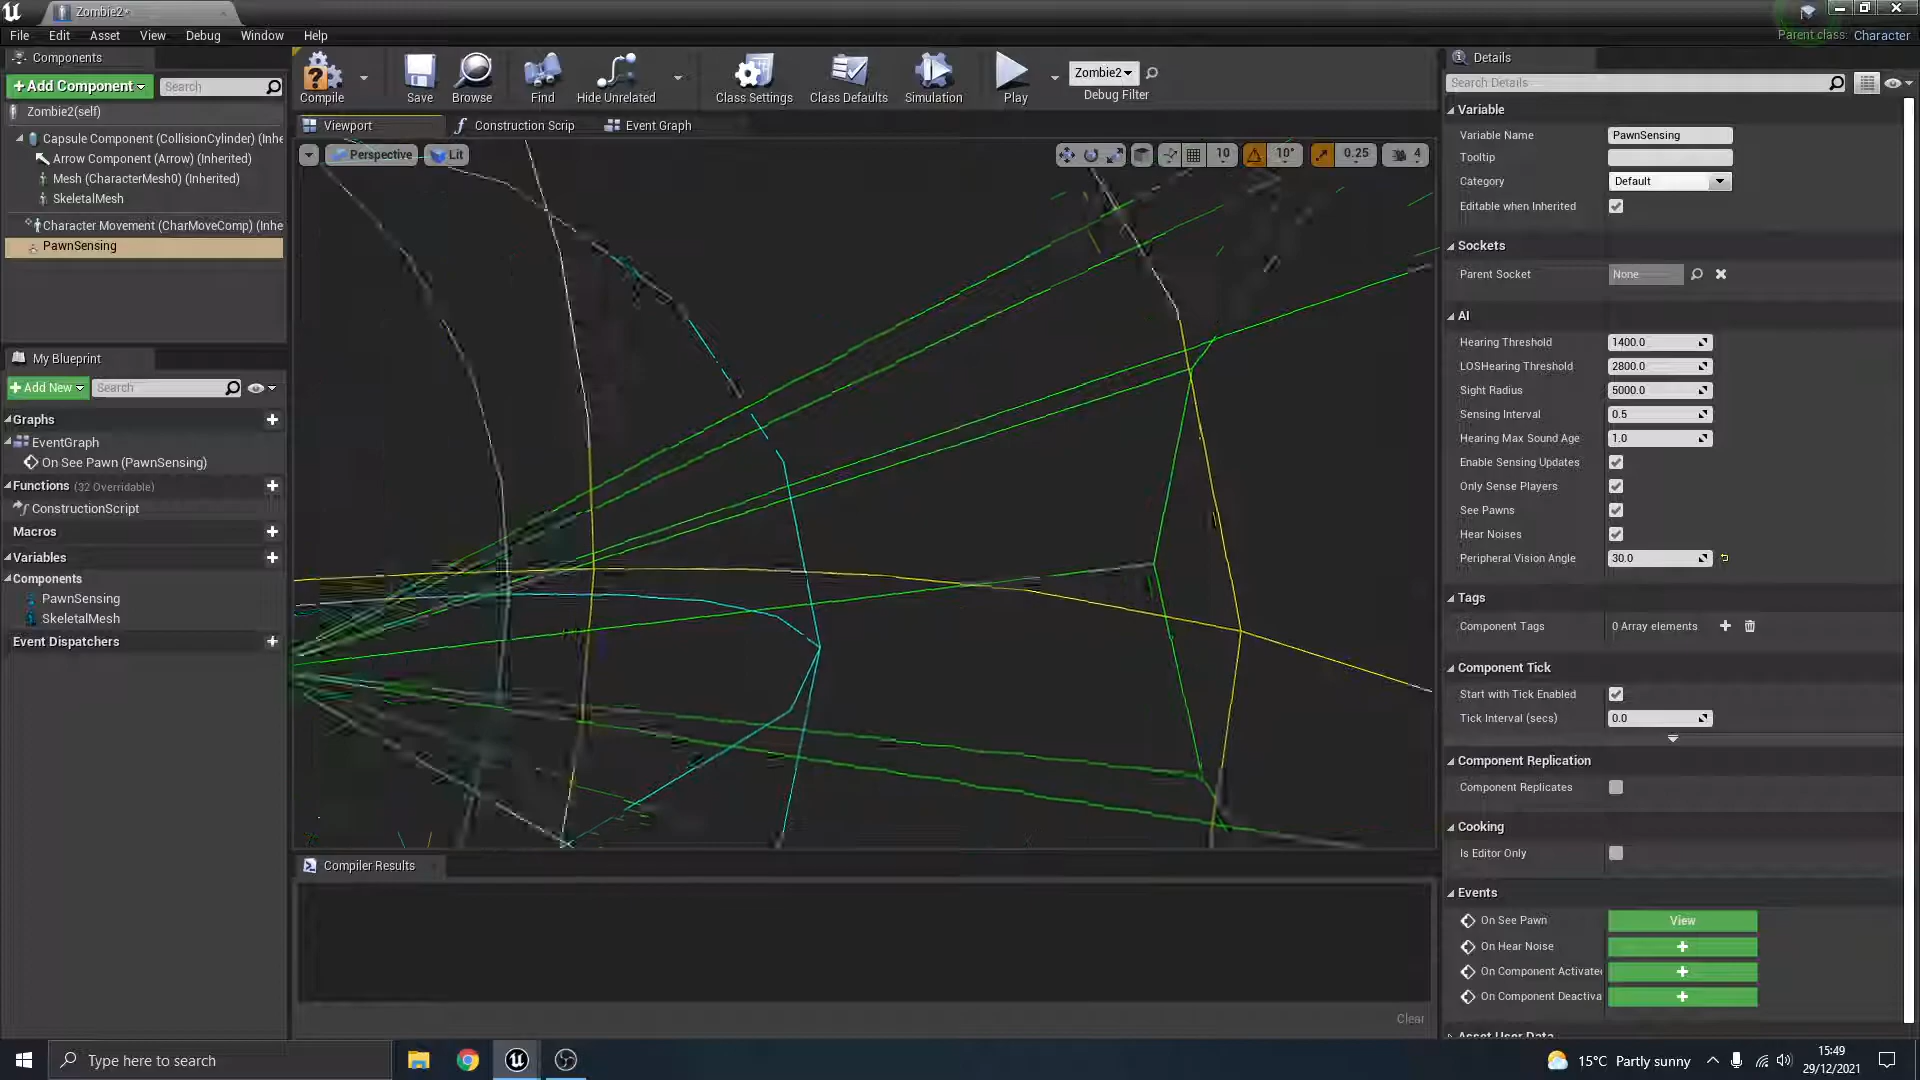 Zombie2*
File Edit Asset View Debug Window Help
Parent class: Character
Components
+Add Component
Search
Zombie2(self)
Capsule Component (CollisionCylinder) (Inhe
Arrow Component (Arrow) (Inherited)
Mesh (CharacterMesh0) (Inherited)
SkeletalMesh
Character Movement (CharMoveComp) (Inhe
PawnSensing
My Blueprint
+Add New
Search
Graphs
EventGraph
On See Pawn (PawnSensing)
Functions (32 Overridable)
ConstructionScript
Macros
Variables
Components
PawnSensing
SkeletalMesh
Event Dispatchers
Compile
Save
Browse
Find
Hide Unrelated
Class Settings
Class Defaults
Simulation
Play
Zombie2
Debug Filter
Viewport
Construction Scrip
Event Graph
Perspective
Lit
10
10°
0.25
4
Compiler Results
Clear
Details
Search Details
Variable
Variable Name PawnSensing
Tooltip
Category Default
Editable when Inherited
Sockets
Parent Socket None
AI
Hearing Threshold 1400.0
LOSHearing Threshold 2800.0
Sight Radius 5000.0
Sensing Interval 0.5
Hearing Max Sound Age 1.0
Enable Sensing Updates
Only Sense Players
See Pawns
Hear Noises
Peripheral Vision Angle 30.0
Tags
Component Tags 0 Array elements
Component Tick
Start with Tick Enabled
Tick Interval (secs) 0.0
Component Replication
Component Replicates
Cooking
Is Editor Only
Events
On See Pawn View
On Hear Noise
On Component Activate
On Component Deactiva
Asset User Data
Type here to search
15°C Partly sunny
15:49
29/12/2021